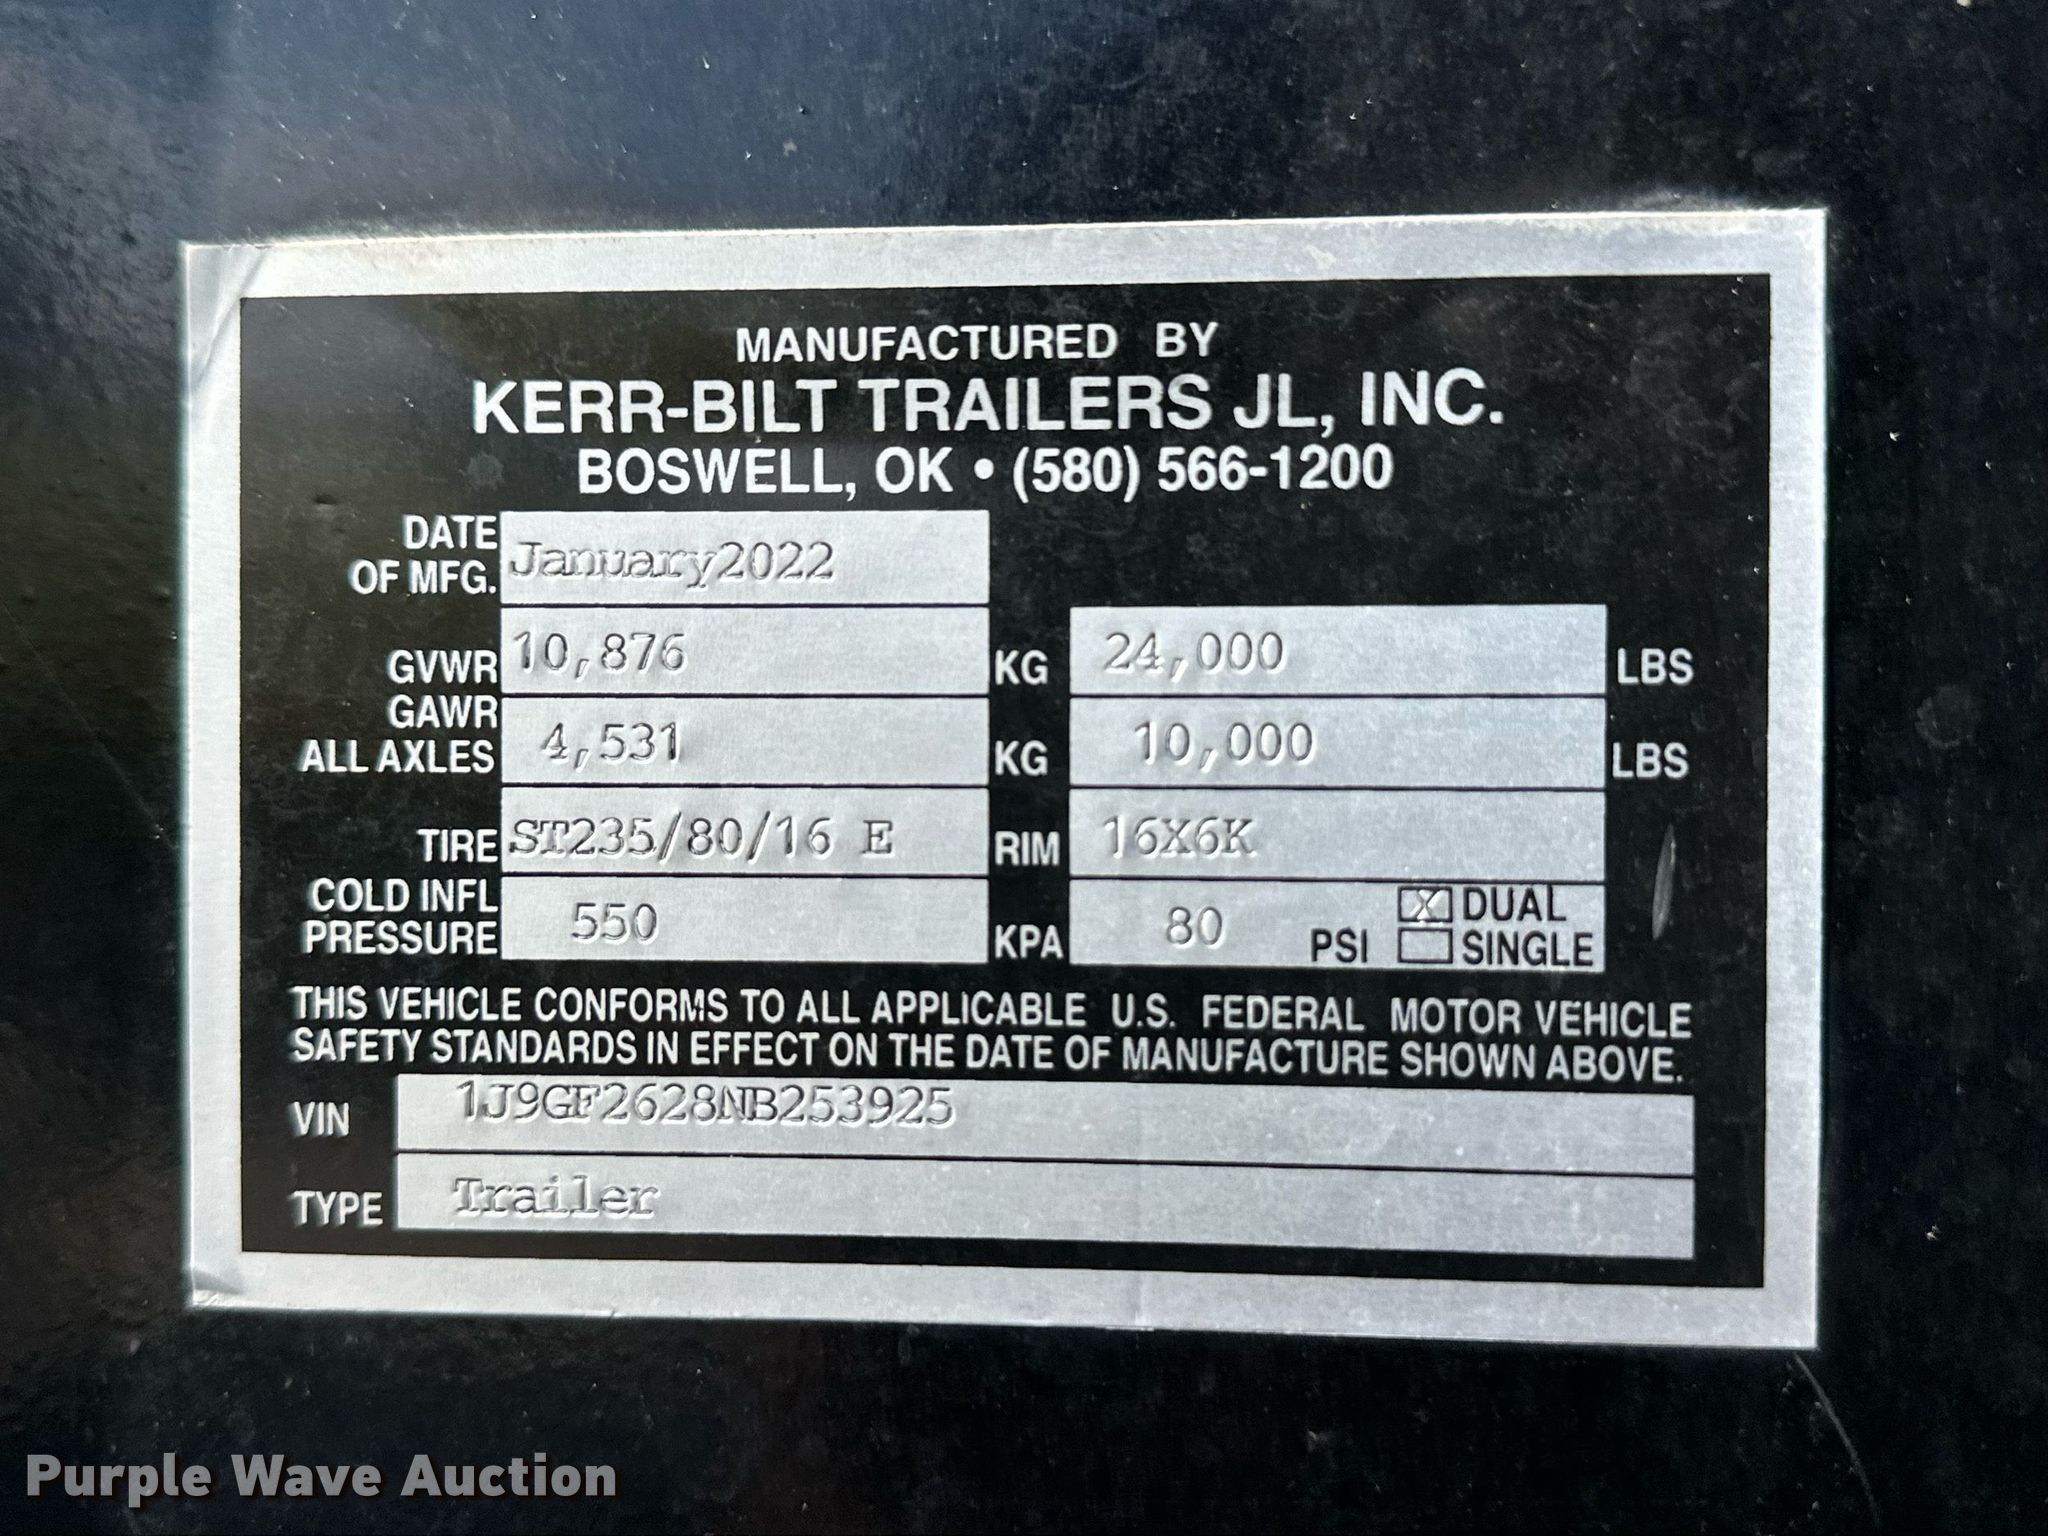 MANUFACTURED BY
KERR-BILT TRAILERS JL, INC.
BOSWELL, OK • (580) 566-1200
DATE OF MFG. January2022
GVWR 10,876 KG 24,000 LBS
GAWR ALL AXLES 4,531 KG 10,000 LBS
TIRE ST235/80/16 E RIM 16X6K
COLD INFL PRESSURE 550 KPA 80 PSI X DUAL
SINGLE
THIS VEHICLE CONFORMS TO ALL APPLICABLE U.S. FEDERAL MOTOR VEHICLE
SAFETY STANDARDS IN EFFECT ON THE DATE OF MANUFACTURE SHOWN ABOVE.
VIN 1J9GF2628NB253925
TYPE Trailer
Purple Wave Auction